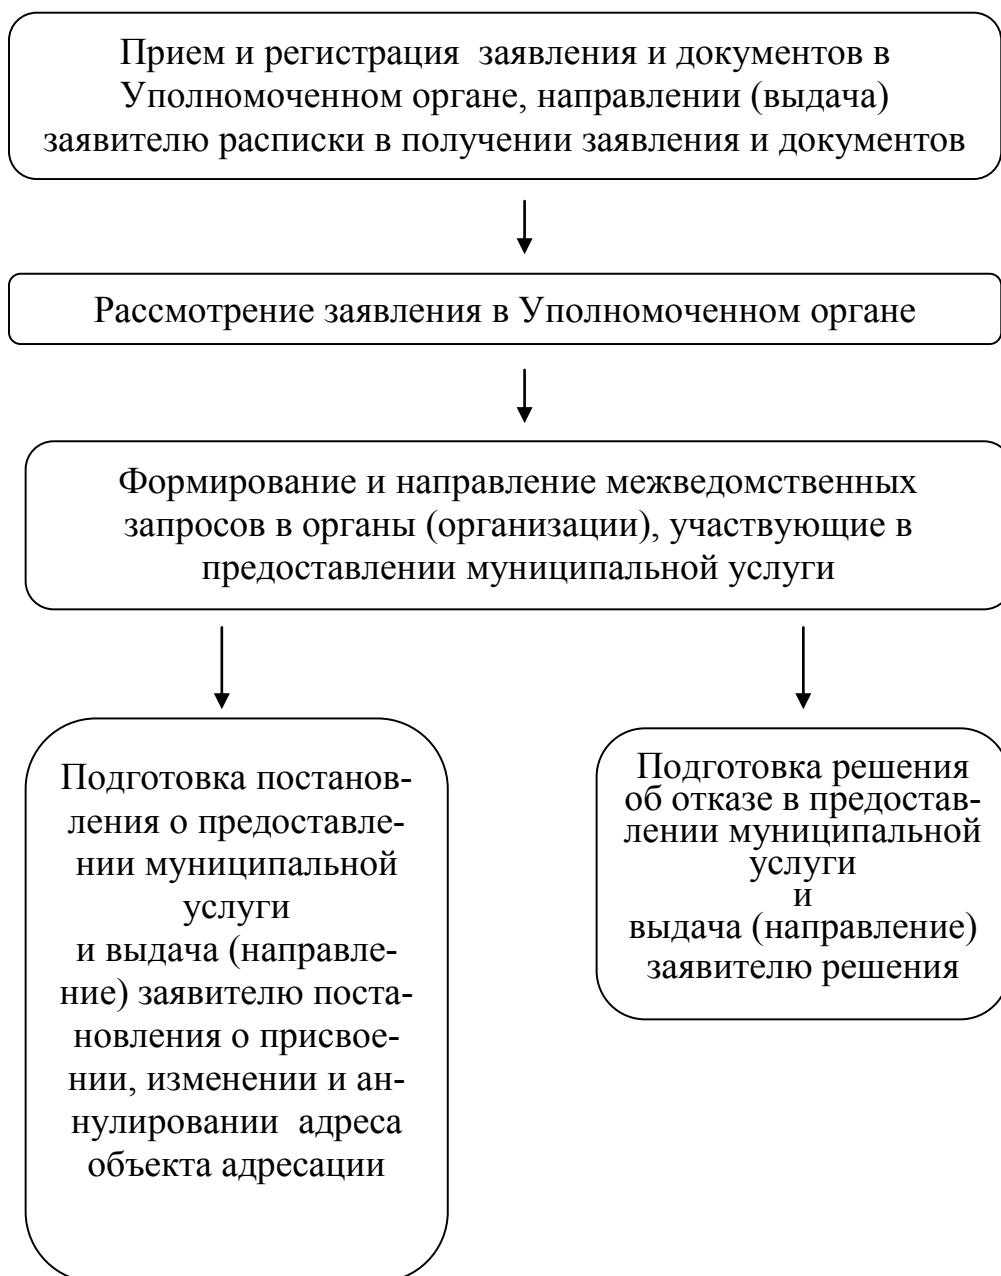 Прием и регистрация  заявления и документов в
Уполномоченном органе, направлении (выдача)
заявителю расписки в получении заявления и документов
Рассмотрение заявления в Уполномоченном органе
Формирование и направление межведомственных
запросов в органы (организации), участвующие в
предоставлении муниципальной услуги
Подготовка постанов-
ления о предоставле-
нии муниципальной
услуги
и выдача (направле-
ние) заявителю поста-
новления о присвое-
нии, изменении и ан-
нулировании  адреса
объекта адресации
Подготовка решения
об отказе в предостав-
лении муниципальной
услуги
и
выдача (направление)
заявителю решения